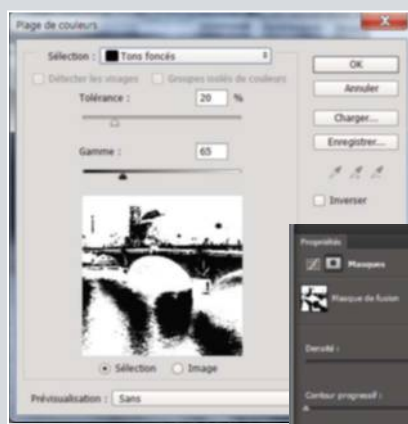 Plage de couleurs
Sélection : Tons foncés
Détecter les visages Groupes isolés de couleurs
Tolérance : 20 %
Gamme : 65
Sélection Image
Prévisualisation : Sans
OK
Annuler
Charger...
Enregistrer...
Inverser
Propriétés
Masques
Masque de fusion
Densité :
Contour progressif :